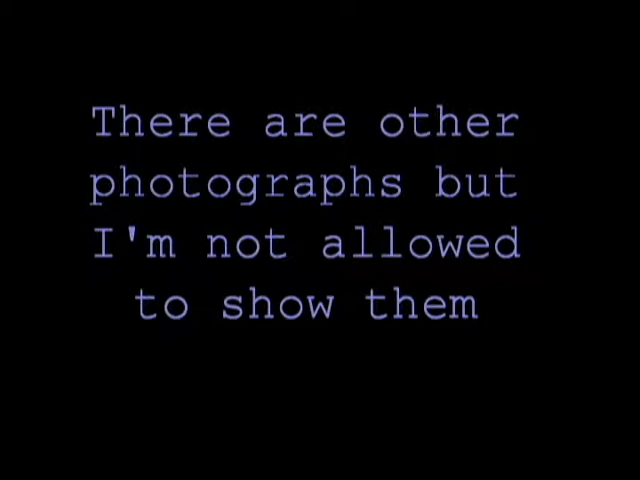 There are other
photographs but
I'm not allowed
to show them